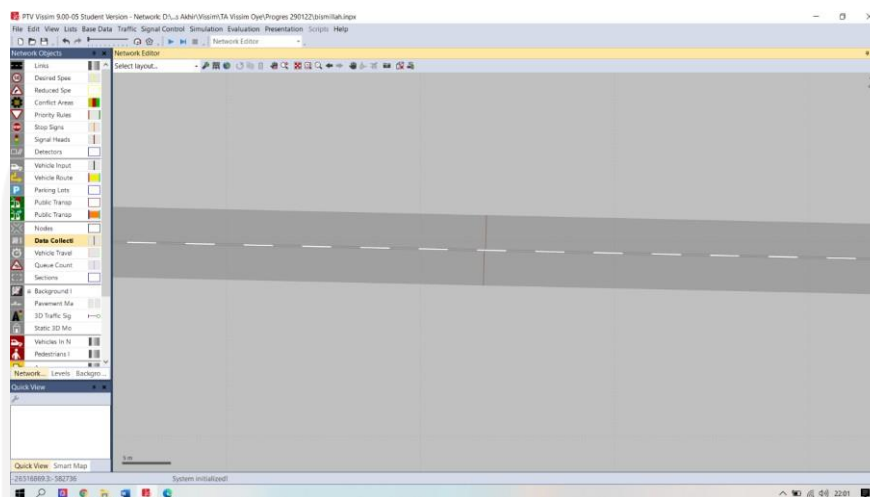 PTV Vissim 9.00-05 Student Version - Network: D:\...s Akhir\Vissim\TA Vissim Oye\Progres 290122\bismillah.inpx
File Edit View Lists Base Data Traffic Signal Control Simulation Evaluation Presentation Scripts Help
Network Editor
Network Objects
Network Editor
Select layout...
Links
Desired Spee
Reduced Spe
Conflict Areas
Priority Rules
Stop Signs
Signal Heads
Detectors
Vehicle Input
Vehicle Route
Parking Lots
Public Transp
Public Transp
Nodes
Data Collecti
Vehicle Travel
Queue Count
Sections
Background I
Pavement Ma
3D Traffic Sig
Static 3D Mo
Vehicles In N
Pedestrians I
Network... Levels Backgro...
Quick View
Quick View Smart Map
5 m
System initialized!
22:01